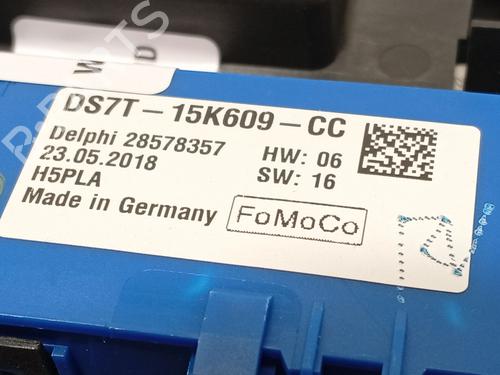 DS7T-15K609-CC
Delphi 28578357
23.05.2018
H5PLA
Made in Germany
HW: 06
SW: 16
FoMoCo